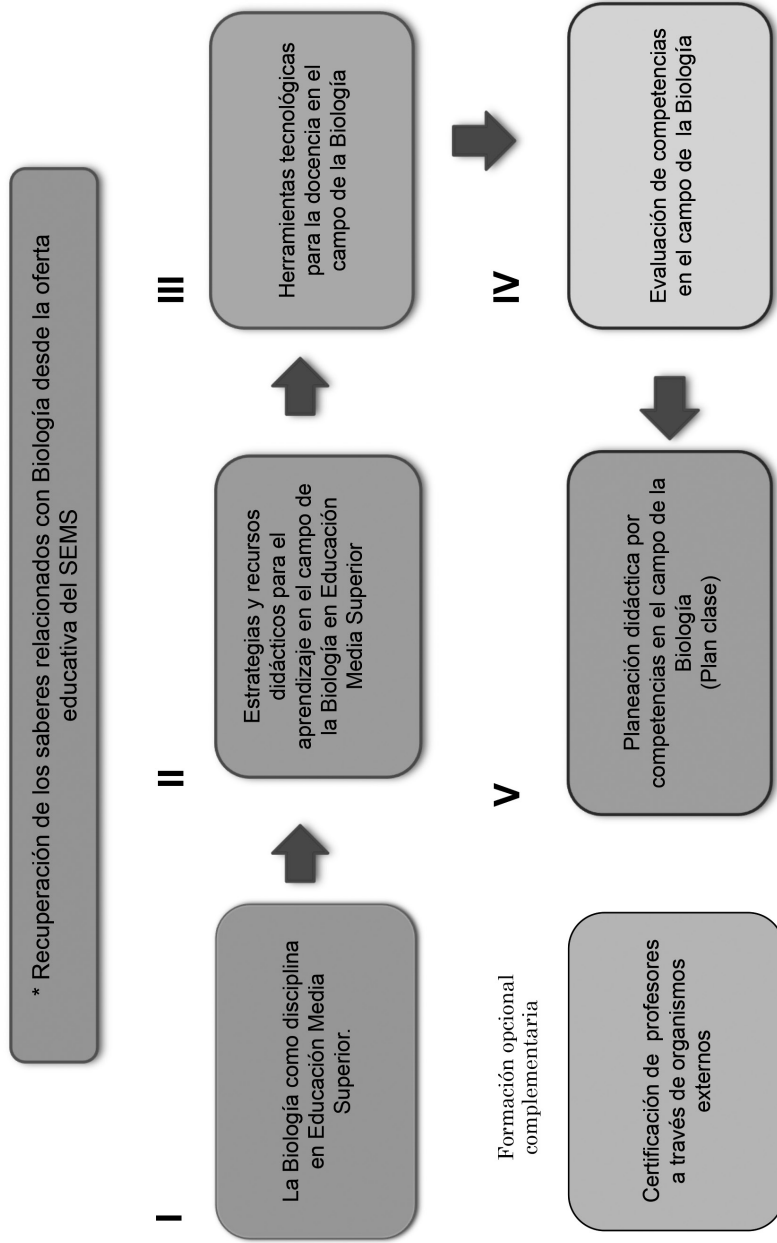 * Recuperación de los saberes relacionados con Biología desde la oferta
educativa del SEMS
I
La Biología como disciplina
en Educación Media
Superior.
II
Estrategias y recursos
didácticos para el
aprendizaje en el campo de
la Biología en Educación
Media Superior
III
Herramientas tecnológicas
para la docencia en el
campo de la Biología
IV
Evaluación de competencias
en el campo de la Biología
V
Planeación didáctica por
competencias en el campo de la
Biología
(Plan clase)
Formación opcional
complementaria
Certificación de profesores
a través de organismos
externos